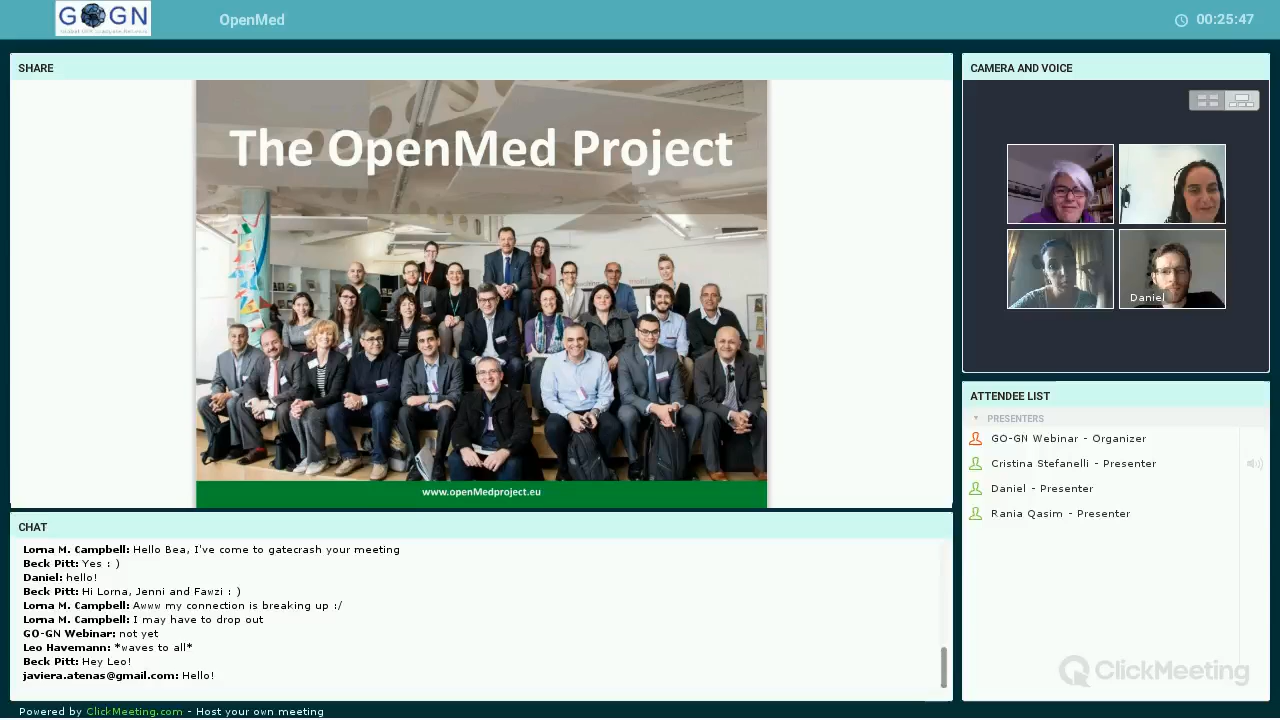 GOGN
OpenMed
00:25:47
SHARE
The OpenMed Project
www.openMedproject.eu
CAMERA AND VOICE
Daniel
ATTENDEE LIST
PRESENTERS
GO-GN Webinar - Organizer
Cristina Stefanelli - Presenter
Daniel - Presenter
Rania Qasim - Presenter
ClickMeeting
CHAT
Lorna M. Campbell: Hello Bea, I've come to gatecrash your meeting
Beck Pitt: Yes : )
Daniel: hello!
Beck Pitt: Hi Lorna, Jenni and Fawzi : )
Lorna M. Campbell: Awww my connection is breaking up :/
Lorna M. Campbell: I may have to drop out
GO-GN Webinar: not yet
Leo Havemann: *waves to all*
Beck Pitt: Hey Leo!
javiera.atenas@gmail.com: Hello!
Powered by ClickMeeting.com - Host your own meeting